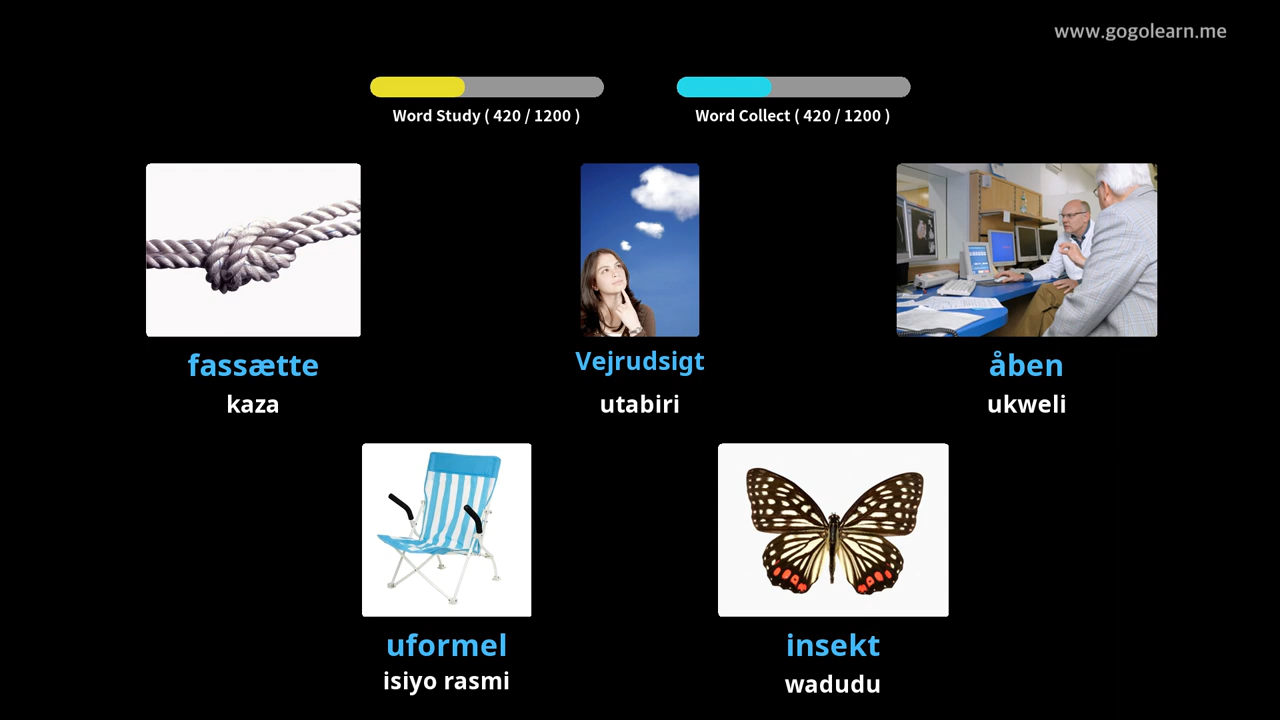 www.gogolearn.me
Word Study ( 420 / 1200 )
Word Collect ( 420 / 1200 )
fassætte
kaza
Vejrudsigt
utabiri
åben
ukweli
uformel
isiyo rasmi
insekt
wadudu